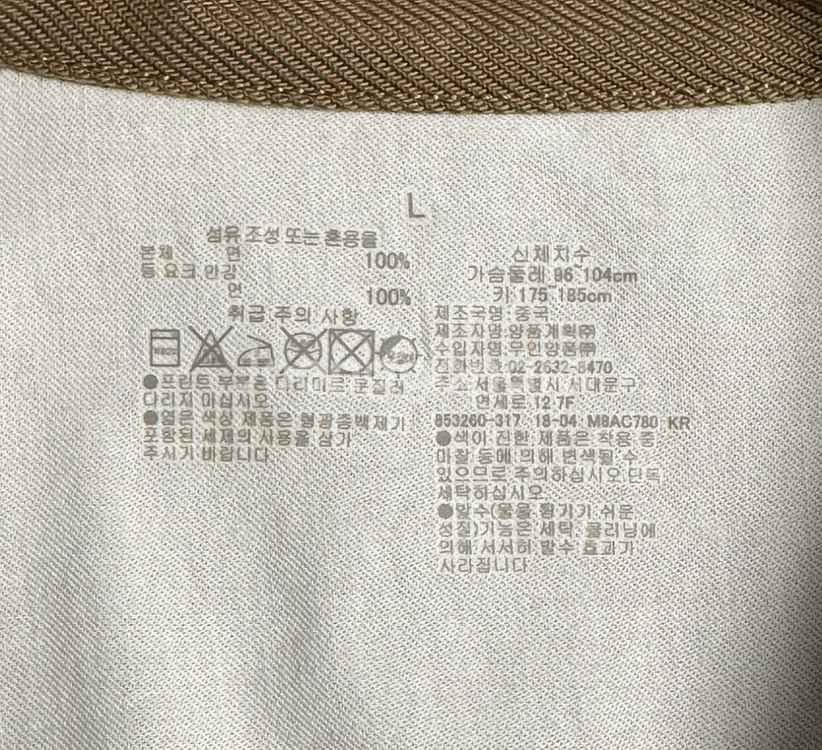 L
섬유 조성 또는 혼용율
본체 면 100%
등 요크 안감
면 100%
취급 주의 사항
●프린트 부분은 다리미로 문질러
다리지 마십시오
●옅은 색상 제품은 형광증백제가
포함된 세제의 사용을 삼가
주시기 바랍니다
신체치수
가슴둘레 96~104cm
키 175~185cm
제조국명:중국
제조자명:양품계획㈜
수입자명:무인양품㈜
전화번호:02-2632-8470
주소:서울특별시 서대문구
연세로 12.7F
853260-317 18-04 M8AC780 KR
●색이 진한 제품은 착용 중
마찰 등에 의해 변색될 수
있으므로 주의하십시오.단독
세탁하십시오.
●발수(물을 튕기기 쉬운
성질)기능은 세탁, 클리닝에
의해 서서히 발수 효과가
사라집니다